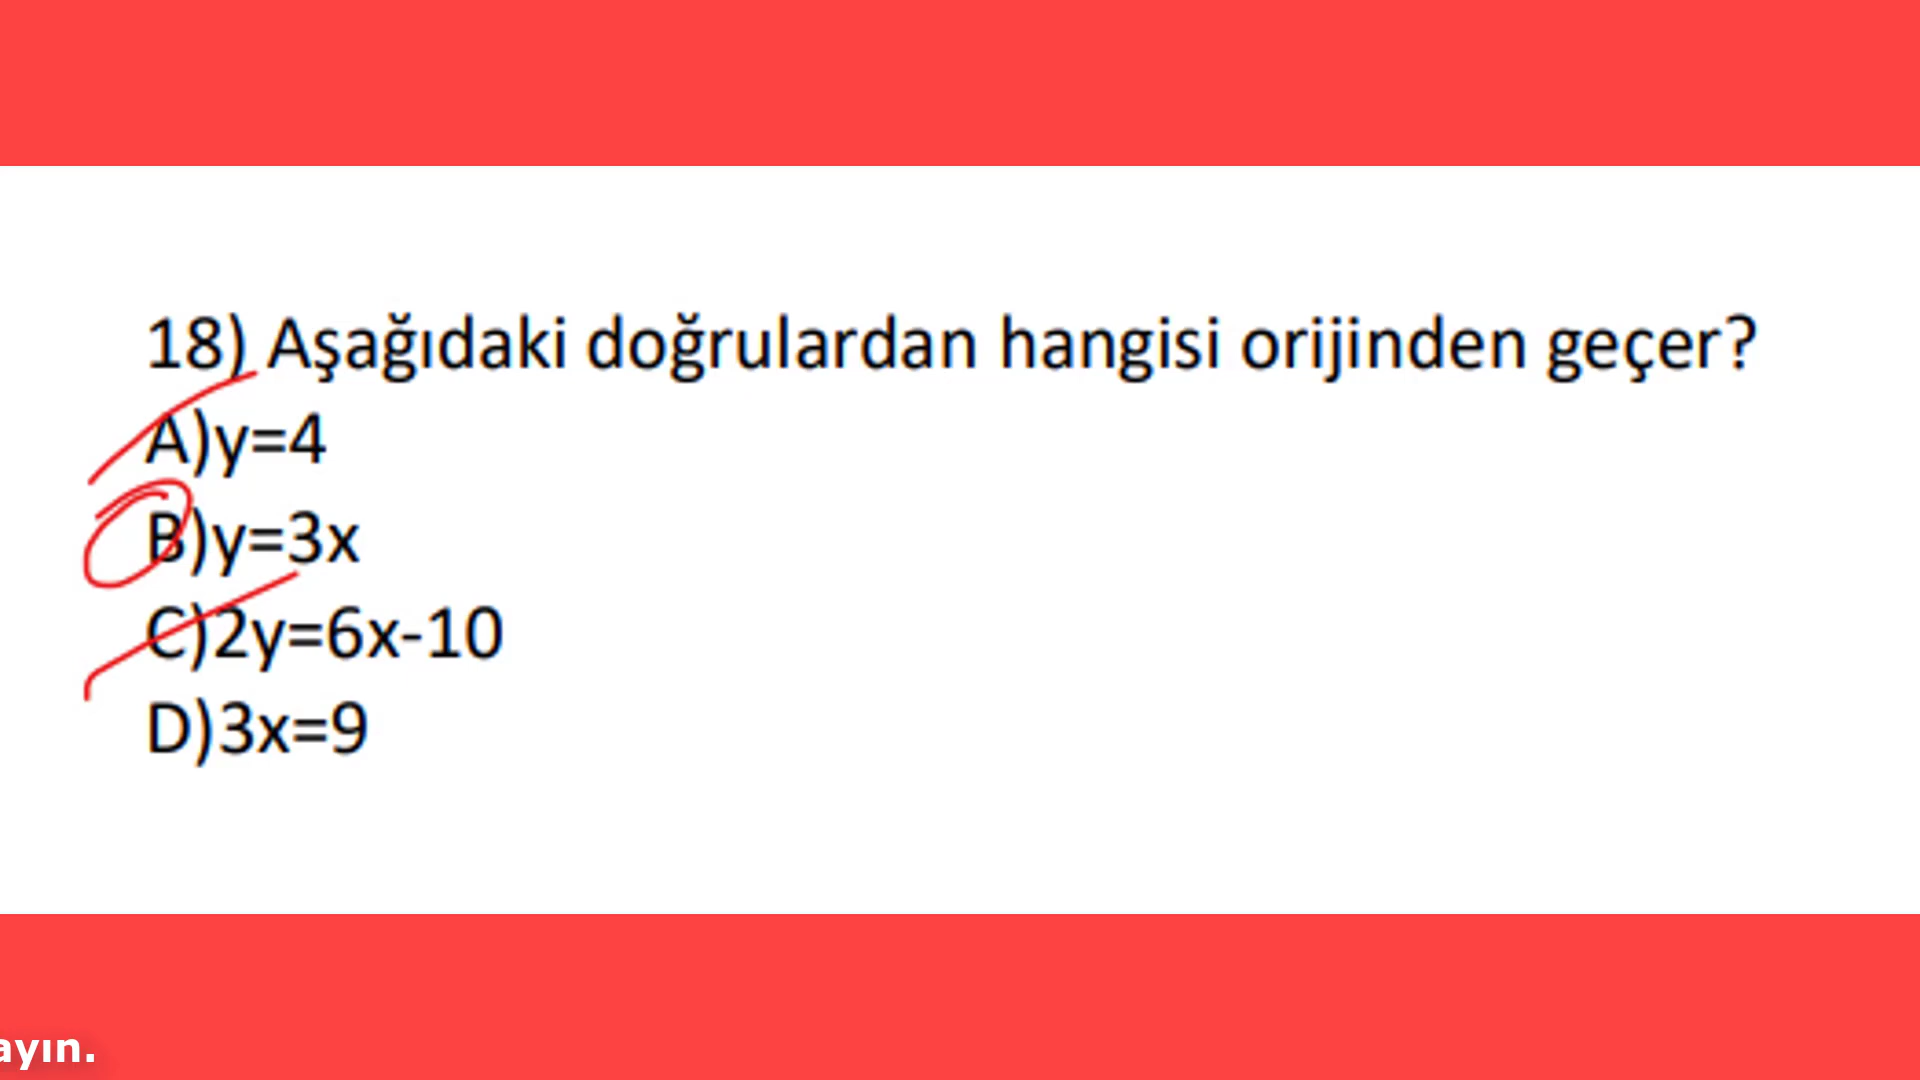 18) Aşağıdaki doğrulardan hangisi orijinden geçer?
A)y=4
B)y=3x
C)2y=6x-10
D)3x=9
ayın.